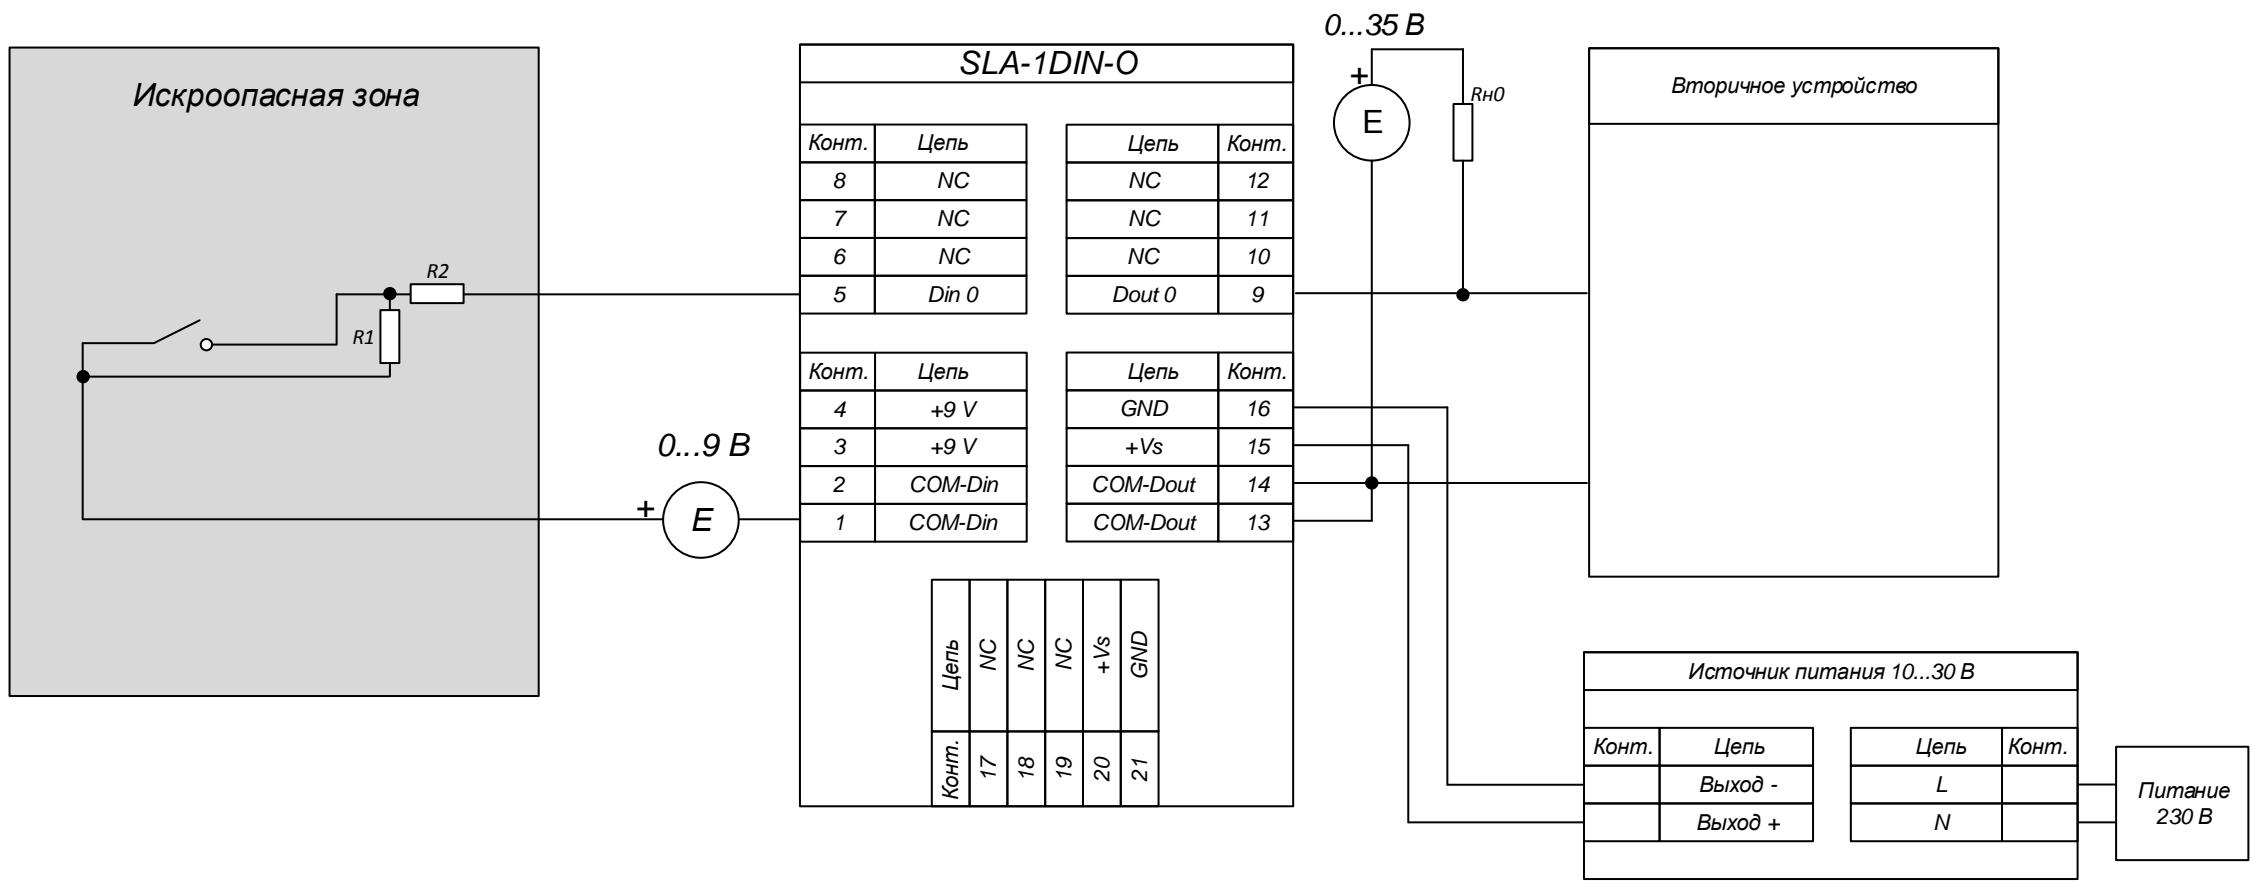 0...35 В
SLA-1DIN-O
Искроопасная зона
+
Вторичное устройство
Rн0
E
Конт. Цепь Цепь Конт.
8 NC NC 12
7 NC NC 11
6 NC NC 10
R2
5 Din 0 Dout 0 9
R1
Конт. Цепь Цепь Конт.
4 +9 V GND 16
0...9 В
3 +9 V +Vs 15
2 COM-Din COM-Dout 14
+
E
1 COM-Din COM-Dout 13
Цепь NC NC NC +Vs GND
Конт. 17 18 19 20 21
Источник питания 10...30 В
Конт. Цепь Цепь Конт.
Выход - L
Выход + N
Питание
230 В